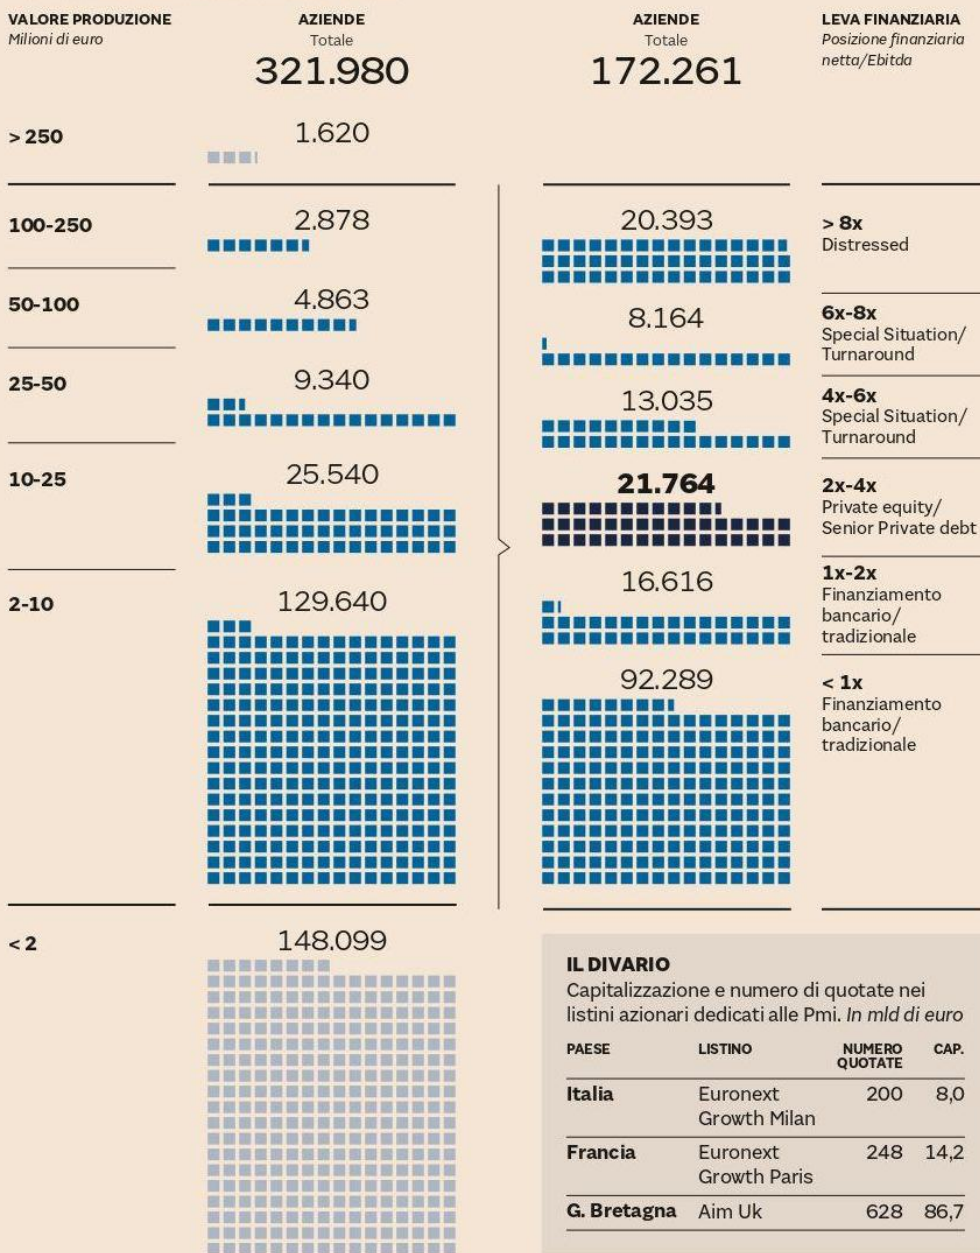 VALORE PRODUZIONE
Milioni di euro
AZIENDE
Totale
321.980
> 250
1.620
100-250
2.878
50-100
4.863
25-50
9.340
10-25
25.540
2-10
129.640
< 2
148.099
AZIENDE
Totale
172.261
LEVA FINANZIARIA
Posizione finanziaria
netta/Ebitda
20.393
> 8x
Distressed
8.164
6x-8x
Special Situation/
Turnaround
13.035
4x-6x
Special Situation/
Turnaround
21.764
2x-4x
Private equity/
Senior Private debt
16.616
1x-2x
Finanziamento
bancario/
tradizionale
92.289
< 1x
Finanziamento
bancario/
tradizionale
IL DIVARIO
Capitalizzazione e numero di quotate nei
listini azionari dedicati alle Pmi. In mld di euro
PAESE LISTINO NUMERO QUOTATE CAP.
Italia Euronext Growth Milan 200 8,0
Francia Euronext Growth Paris 248 14,2
G. Bretagna Aim Uk 628 86,7